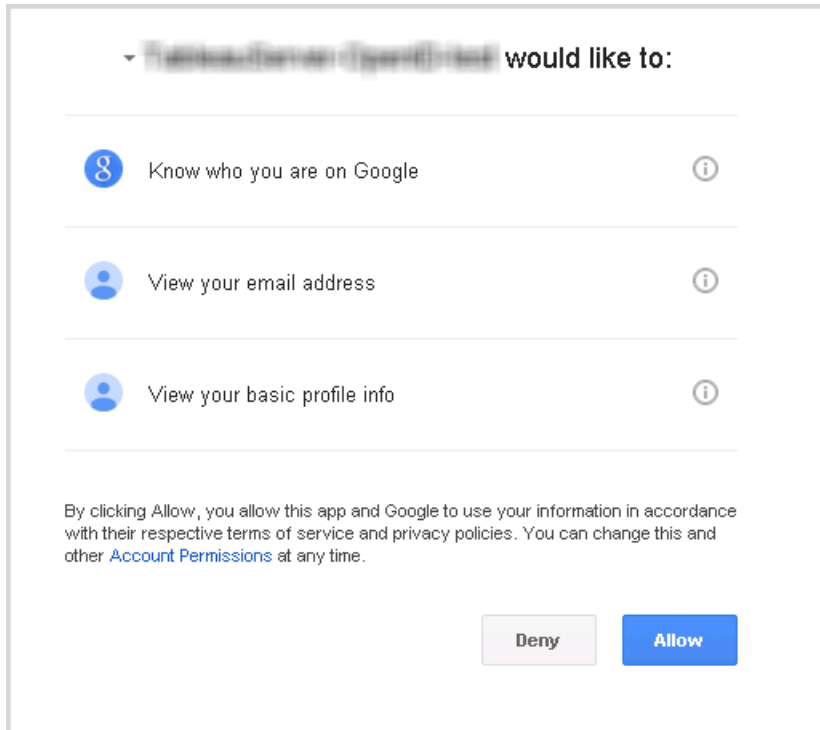 would like to:
g Know who you are on Google
View your email address
View your basic profile info
By clicking Allow, you allow this app and Google to use your information in accordance
with their respective terms of service and privacy policies. You can change this and
other Account Permissions at any time.
Deny Allow